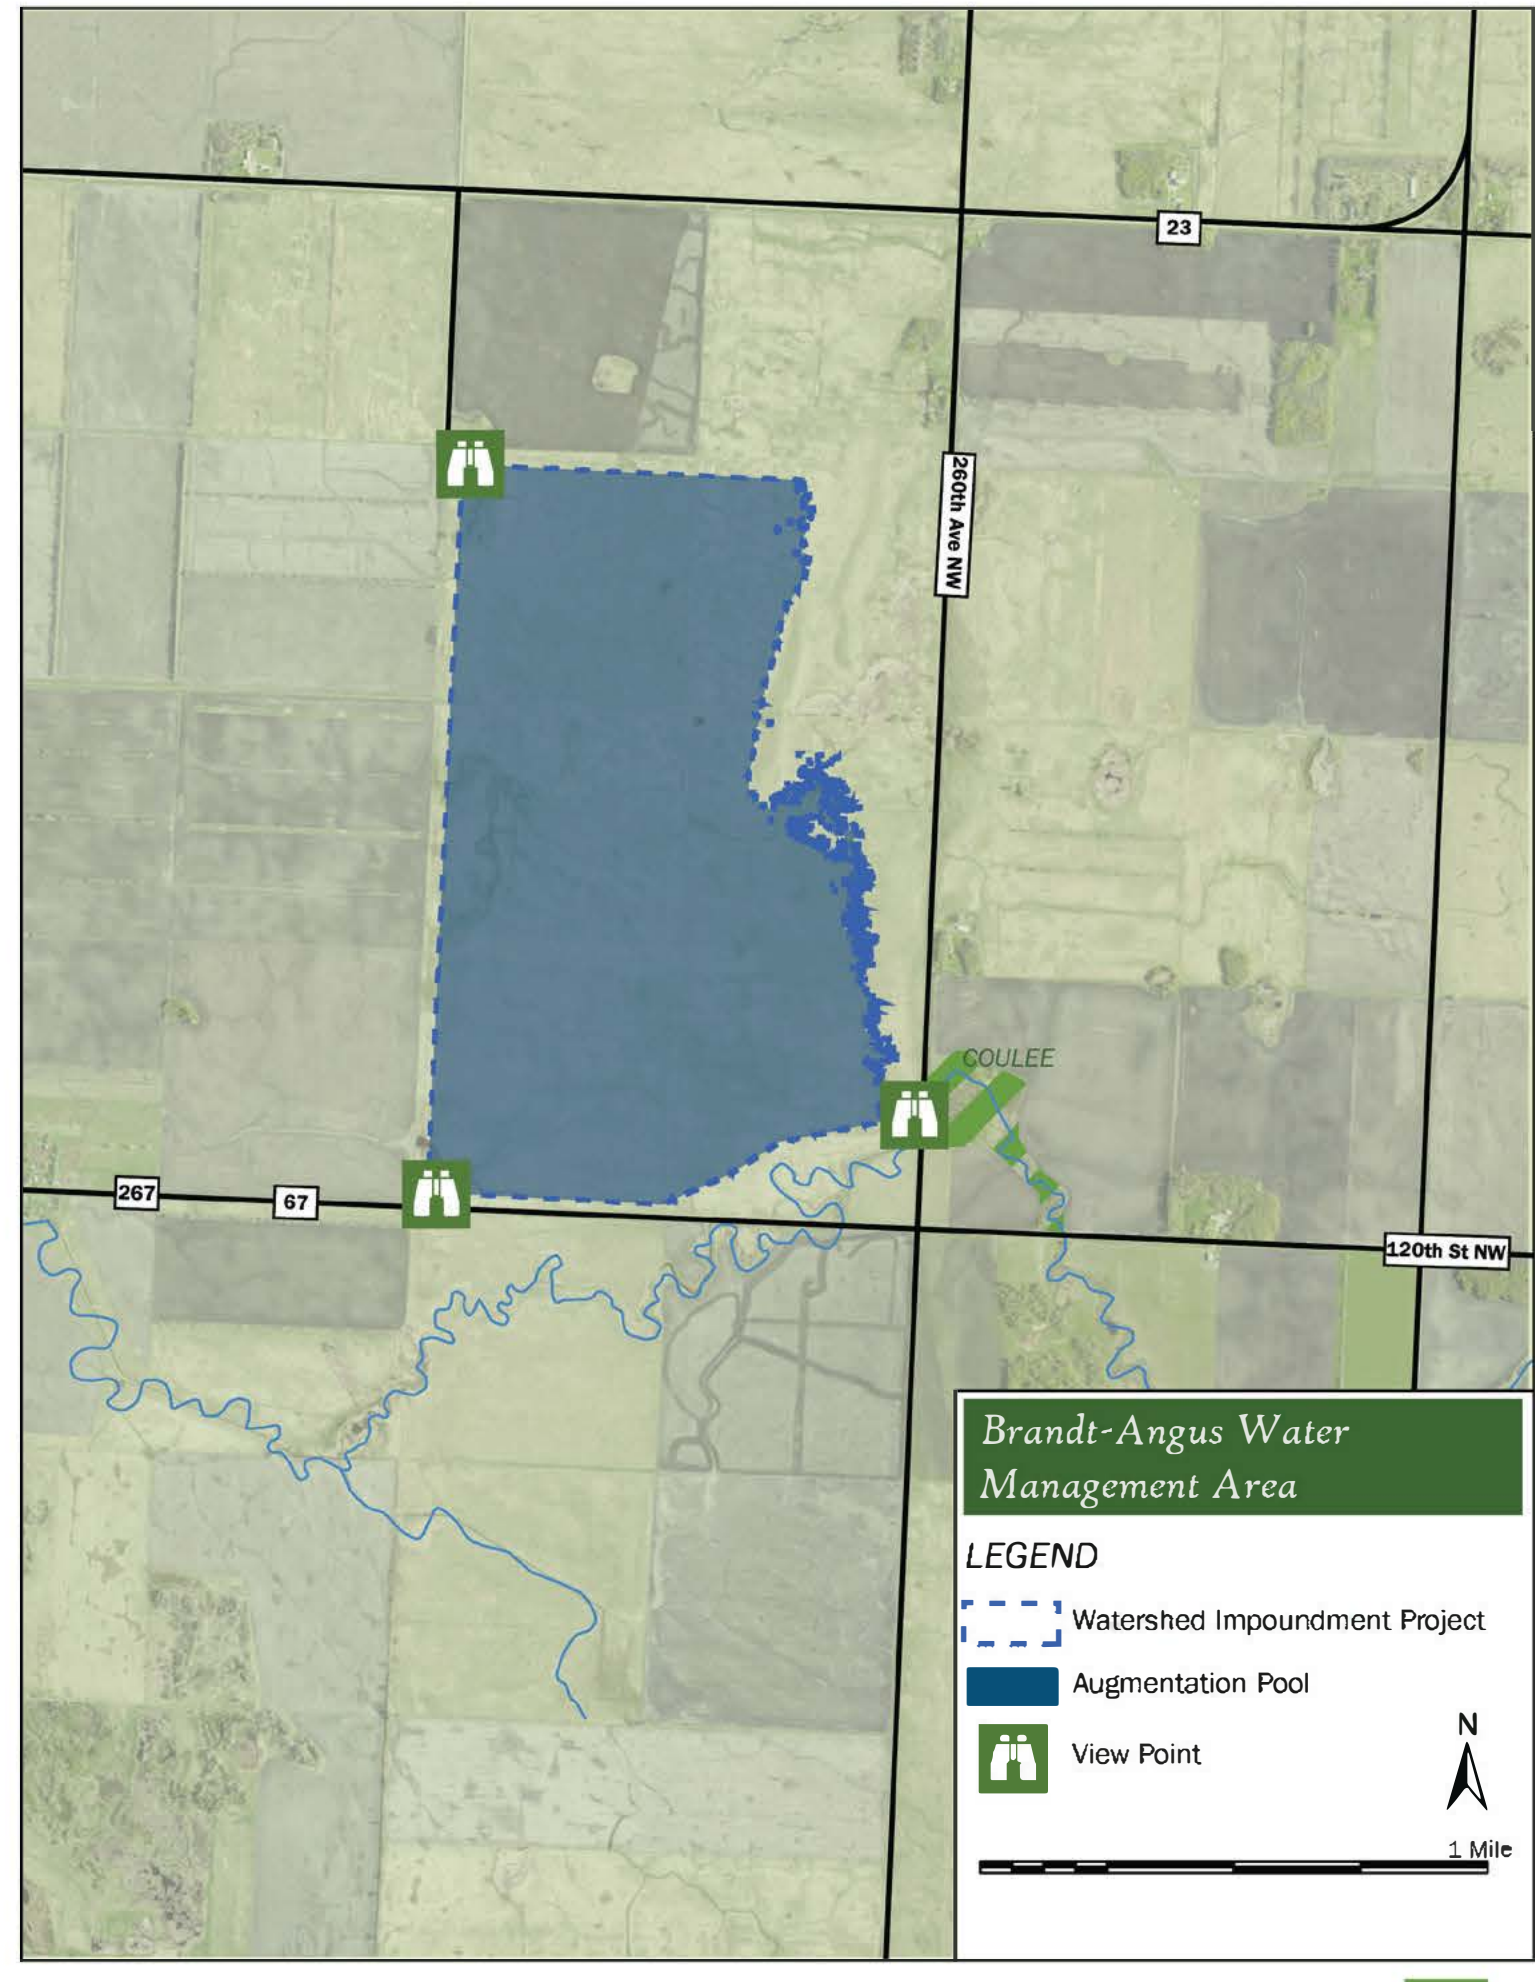 23
260th Ave NW
COULEE
267
67
120th St NW
Brandt-Angus Water
Management Area
LEGEND
Watershed Impoundment Project
Augmentation Pool
View Point
N
1 Mile